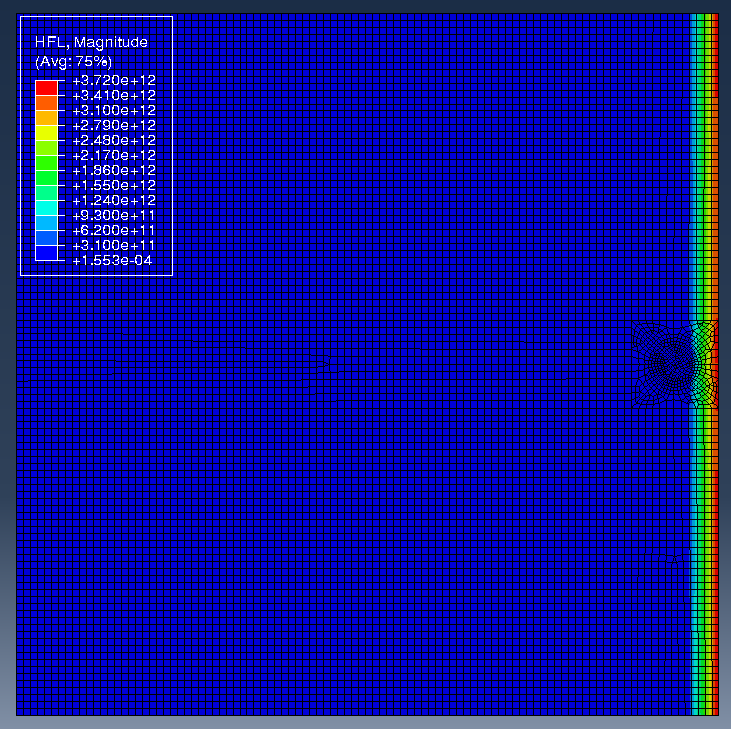 HFL, Magnitude
(Avg: 75%)
+3.720e+12
+3.410e+12
+3.100e+12
+2.790e+12
+2.480e+12
+2.170e+12
+1.860e+12
+1.550e+12
+1.240e+12
+9.300e+11
+6.200e+11
+3.100e+11
+1.553e-04